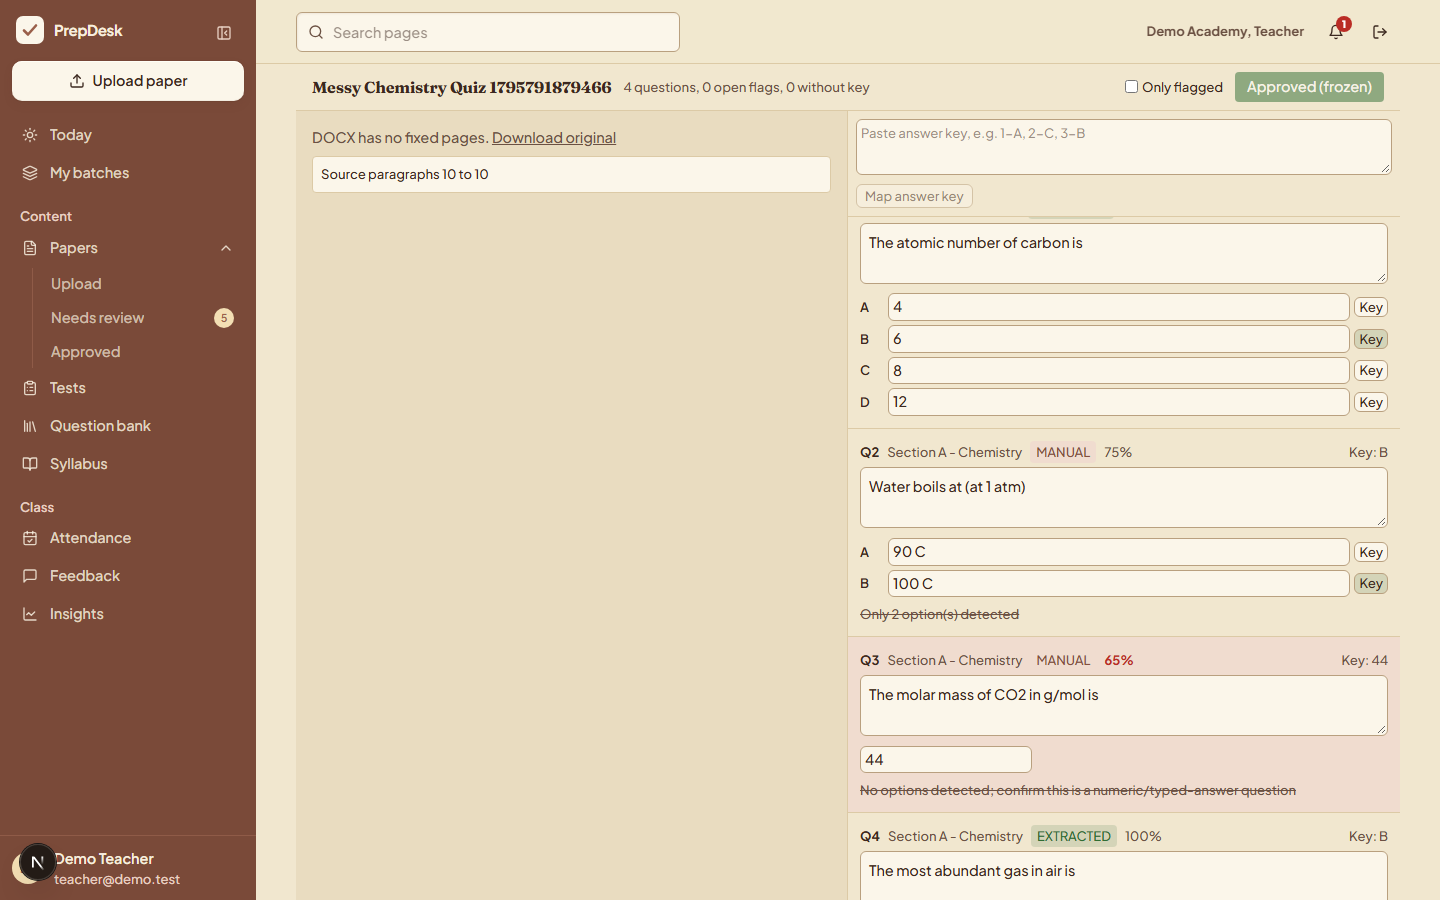 PrepDesk
Upload paper
Today
My batches
Content
Papers
Upload
Needs review 5
Approved
Tests
Question bank
Syllabus
Class
Attendance
Feedback
Insights
N
Demo Teacher
teacher@demo.test
Search pages
Demo Academy, Teacher
1
Messy Chemistry Quiz 1795791879466 4 questions, 0 open flags, 0 without key
Only flagged
Approved (frozen)
DOCX has no fixed pages. Download original
Source paragraphs 10 to 10
Paste answer key, e.g. 1-A, 2-C, 3-B
Map answer key
The atomic number of carbon is
A 4 Key
B 6 Key
C 8 Key
D 12 Key
Q2 Section A - Chemistry MANUAL 75% Key: B
Water boils at (at 1 atm)
A 90 C Key
B 100 C Key
Only 2 option(s) detected
Q3 Section A - Chemistry MANUAL 65% Key: 44
The molar mass of CO2 in g/mol is
44
No options detected; confirm this is a numeric/typed-answer question
Q4 Section A - Chemistry EXTRACTED 100% Key: B
The most abundant gas in air is